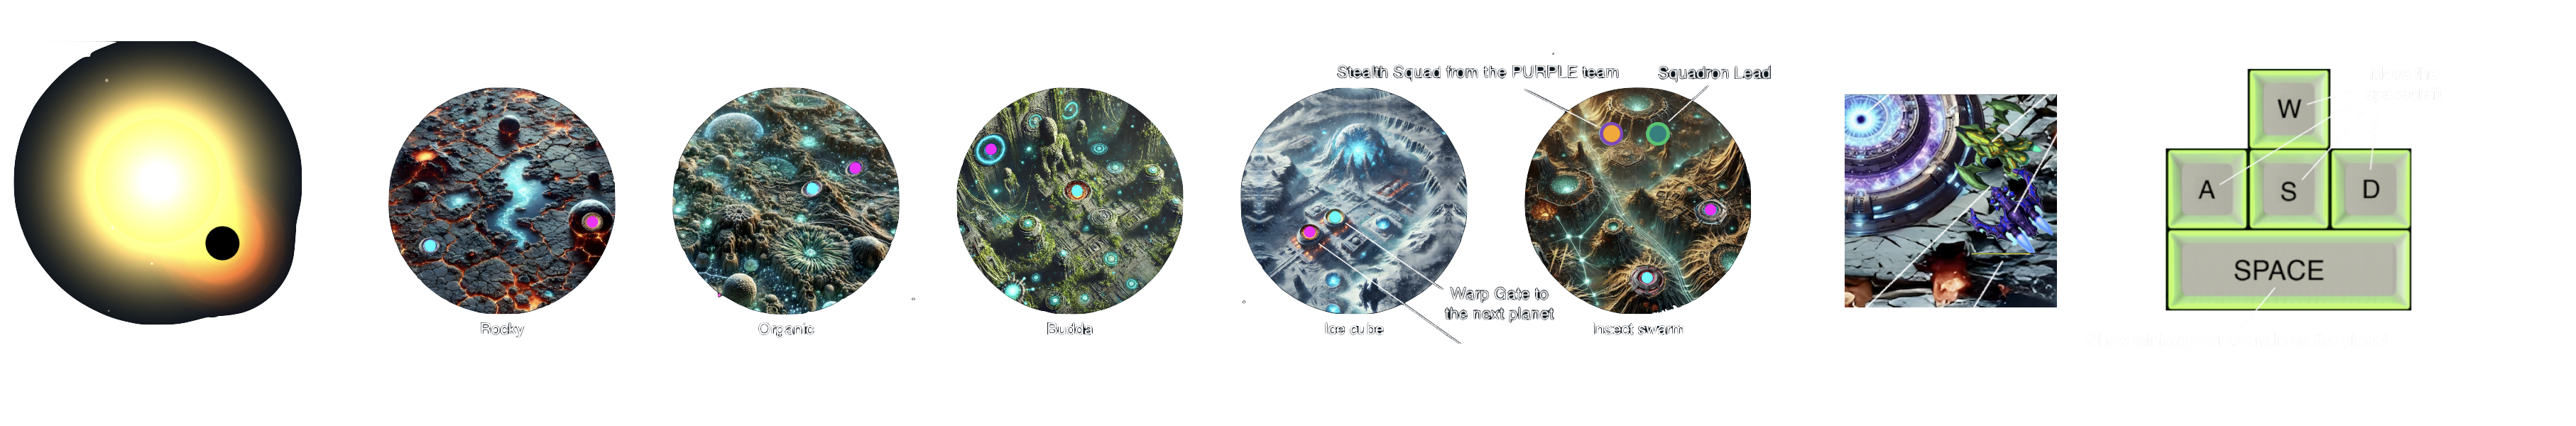 Stealth Squad from the PURPLE team
Squadron Lead
Warp Gate to
the next planet
Rocky
Organic
Budda
Ice cube
Insect swarm
W
A
S
D
SPACE